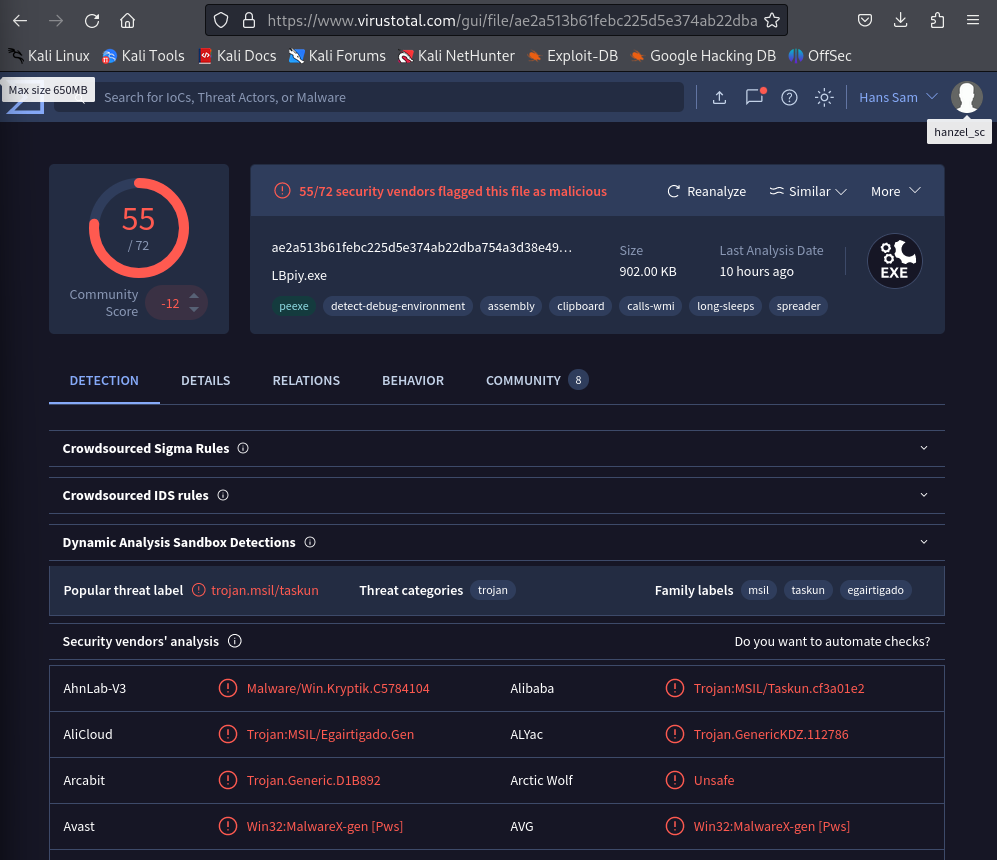 https://www.virustotal.com/gui/file/ae2a513b61febc225d5e374ab22dba
Kali Linux Kali Tools Kali Docs Kali Forums Kali NetHunter Exploit-DB Google Hacking DB OffSec
Max size 650MB
Search for IoCs, Threat Actors, or Malware
Hans Sam
hanzel_sc
55
/ 72
Community
Score
-12
55/72 security vendors flagged this file as malicious
Reanalyze
Similar
More
ae2a513b61febc225d5e374ab22dba754a3d38e49…
LBpiy.exe
Size
902.00 KB
Last Analysis Date
10 hours ago
EXE
peexe detect-debug-environment assembly clipboard calls-wmi long-sleeps spreader
DETECTION DETAILS RELATIONS BEHAVIOR COMMUNITY 8
Crowdsourced Sigma Rules
Crowdsourced IDS rules
Dynamic Analysis Sandbox Detections
Popular threat label trojan.msil/taskun Threat categories trojan Family labels msil taskun egairtigado
Security vendors' analysis Do you want to automate checks?
AhnLab-V3 Malware/Win.Kryptik.C5784104 Alibaba Trojan:MSIL/Taskun.cf3a01e2
AliCloud Trojan:MSIL/Egairtigado.Gen ALYac Trojan.GenericKDZ.112786
Arcabit Trojan.Generic.D1B892 Arctic Wolf Unsafe
Avast Win32:MalwareX-gen [Pws] AVG Win32:MalwareX-gen [Pws]